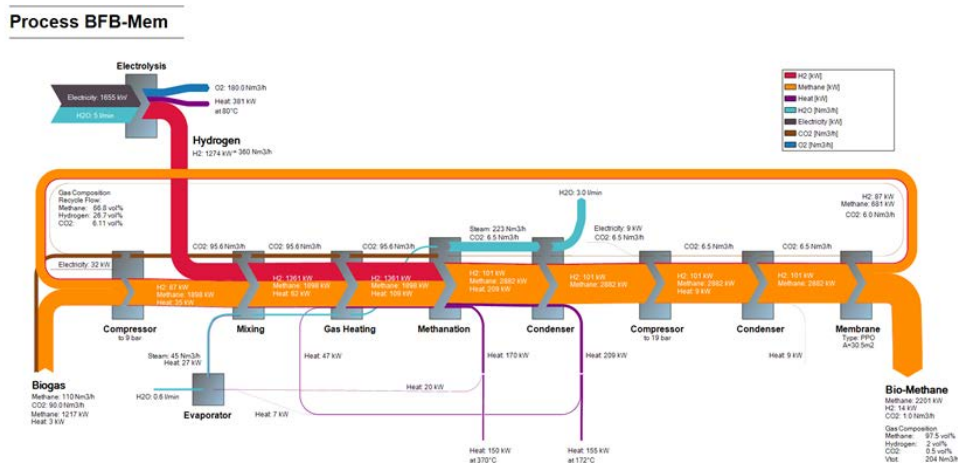 Process BFB-Mem
Electrolysis
Electricity: 1655 kW
H2O: 5 l/min
O2: 180.0 Nm3/h
Heat: 381 kW
at 80°C
Hydrogen
H2: 1274 kW = 360 Nm3/h
H2 [kW]
Methane [kW]
Heat [kW]
H2O [Nm3/h]
Electricity [kW]
CO2 [Nm3/h]
O2 [Nm3/h]
Gas Composition
Recycle Flow:
Methane: 66.8 vol%
Hydrogen: 26.7 vol%
CO2: 6.11 vol%
H2O: 3.0 l/min
H2: 87 kW
Methane: 681 kW
CO2: 6.0 Nm3/h
Steam: 223 Nm3/h
CO2: 6.5 Nm3/h
Electricity: 9 kW
CO2: 6.5 Nm3/h
CO2: 95.6 Nm3/h
CO2: 95.6 Nm3/h
CO2: 95.6 Nm3/h
CO2: 6.5 Nm3/h
CO2: 6.5 Nm3/h
Electricity: 32 kW
H2: 87 kW
Methane: 1898 kW
Heat: 35 kW
H2: 1361 kW
Methane: 1898 kW
Heat: 62 kW
H2: 1361 kW
Methane: 1898 kW
Heat: 109 kW
H2: 101 kW
Methane: 2882 kW
Heat: 209 kW
H2: 101 kW
Methane: 2882 kW
H2: 101 kW
Methane: 2882 kW
Heat: 9 kW
H2: 101 kW
Methane: 2882 kW
Compressor
to 9 bar
Mixing
Gas Heating
Methanation
Condenser
Compressor
to 19 bar
Condenser
Membrane
Type: PPO
A=30.5m2
Steam: 45 Nm3/h
Heat: 27 kW
Heat: 47 kW
Heat: 170 kW
Heat: 209 kW
Heat: 9 kW
Biogas
Methane: 110 Nm3/h
CO2: 90.0 Nm3/h
Methane: 1217 kW
Heat: 3 kW
H2O: 0.6 l/min
Evaporator
Heat: 20 kW
Heat: 7 kW
Heat: 150 kW
at 370°C
Heat: 155 kW
at 172°C
Bio-Methane
Methane: 2201 kW
H2: 14 kW
CO2: 1.0 Nm3/h
Gas Composition
Methane: 97.5 vol%
Hydrogen: 2 vol%
CO2: 0.5 vol%
Vtot: 204 Nm3/h